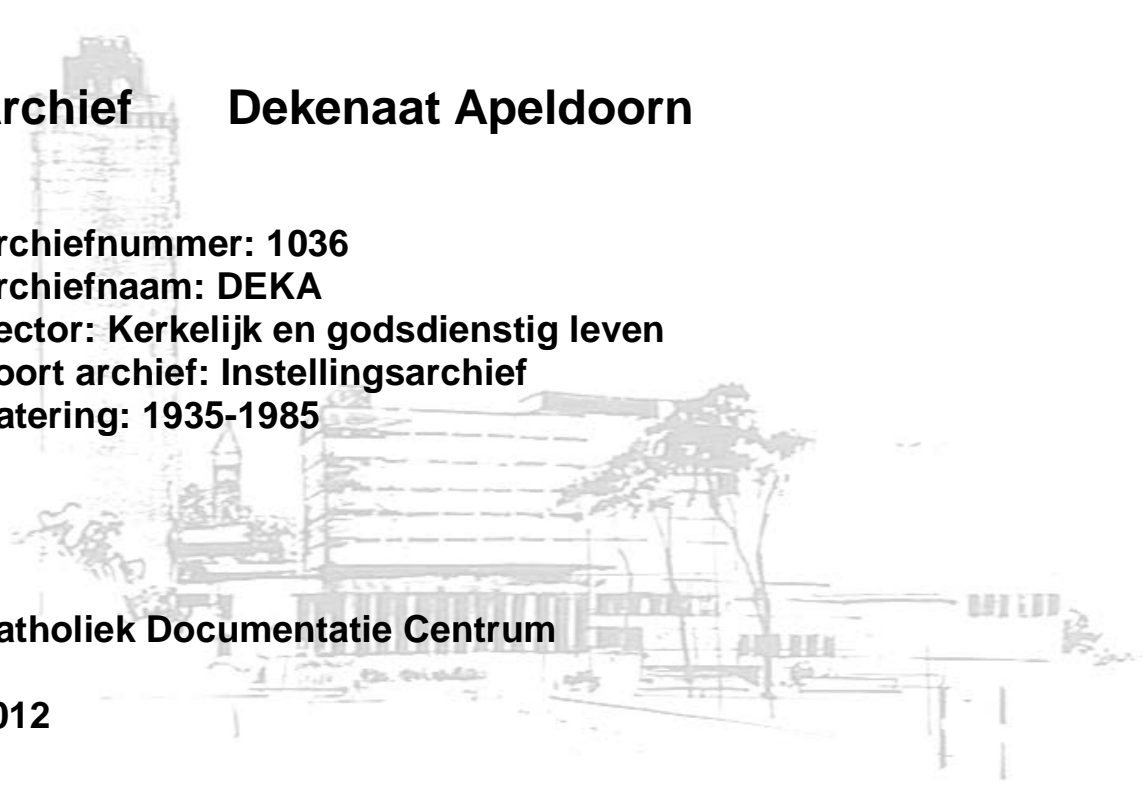 rchief Dekenaat Apeldoorn
rchiefnummer: 1036
rchiefnaam: DEKA
ector: Kerkelijk en godsdienstig leven
oort archief: Instellingsarchief
atering: 1935-1985
atholiek Documentatie Centrum
012